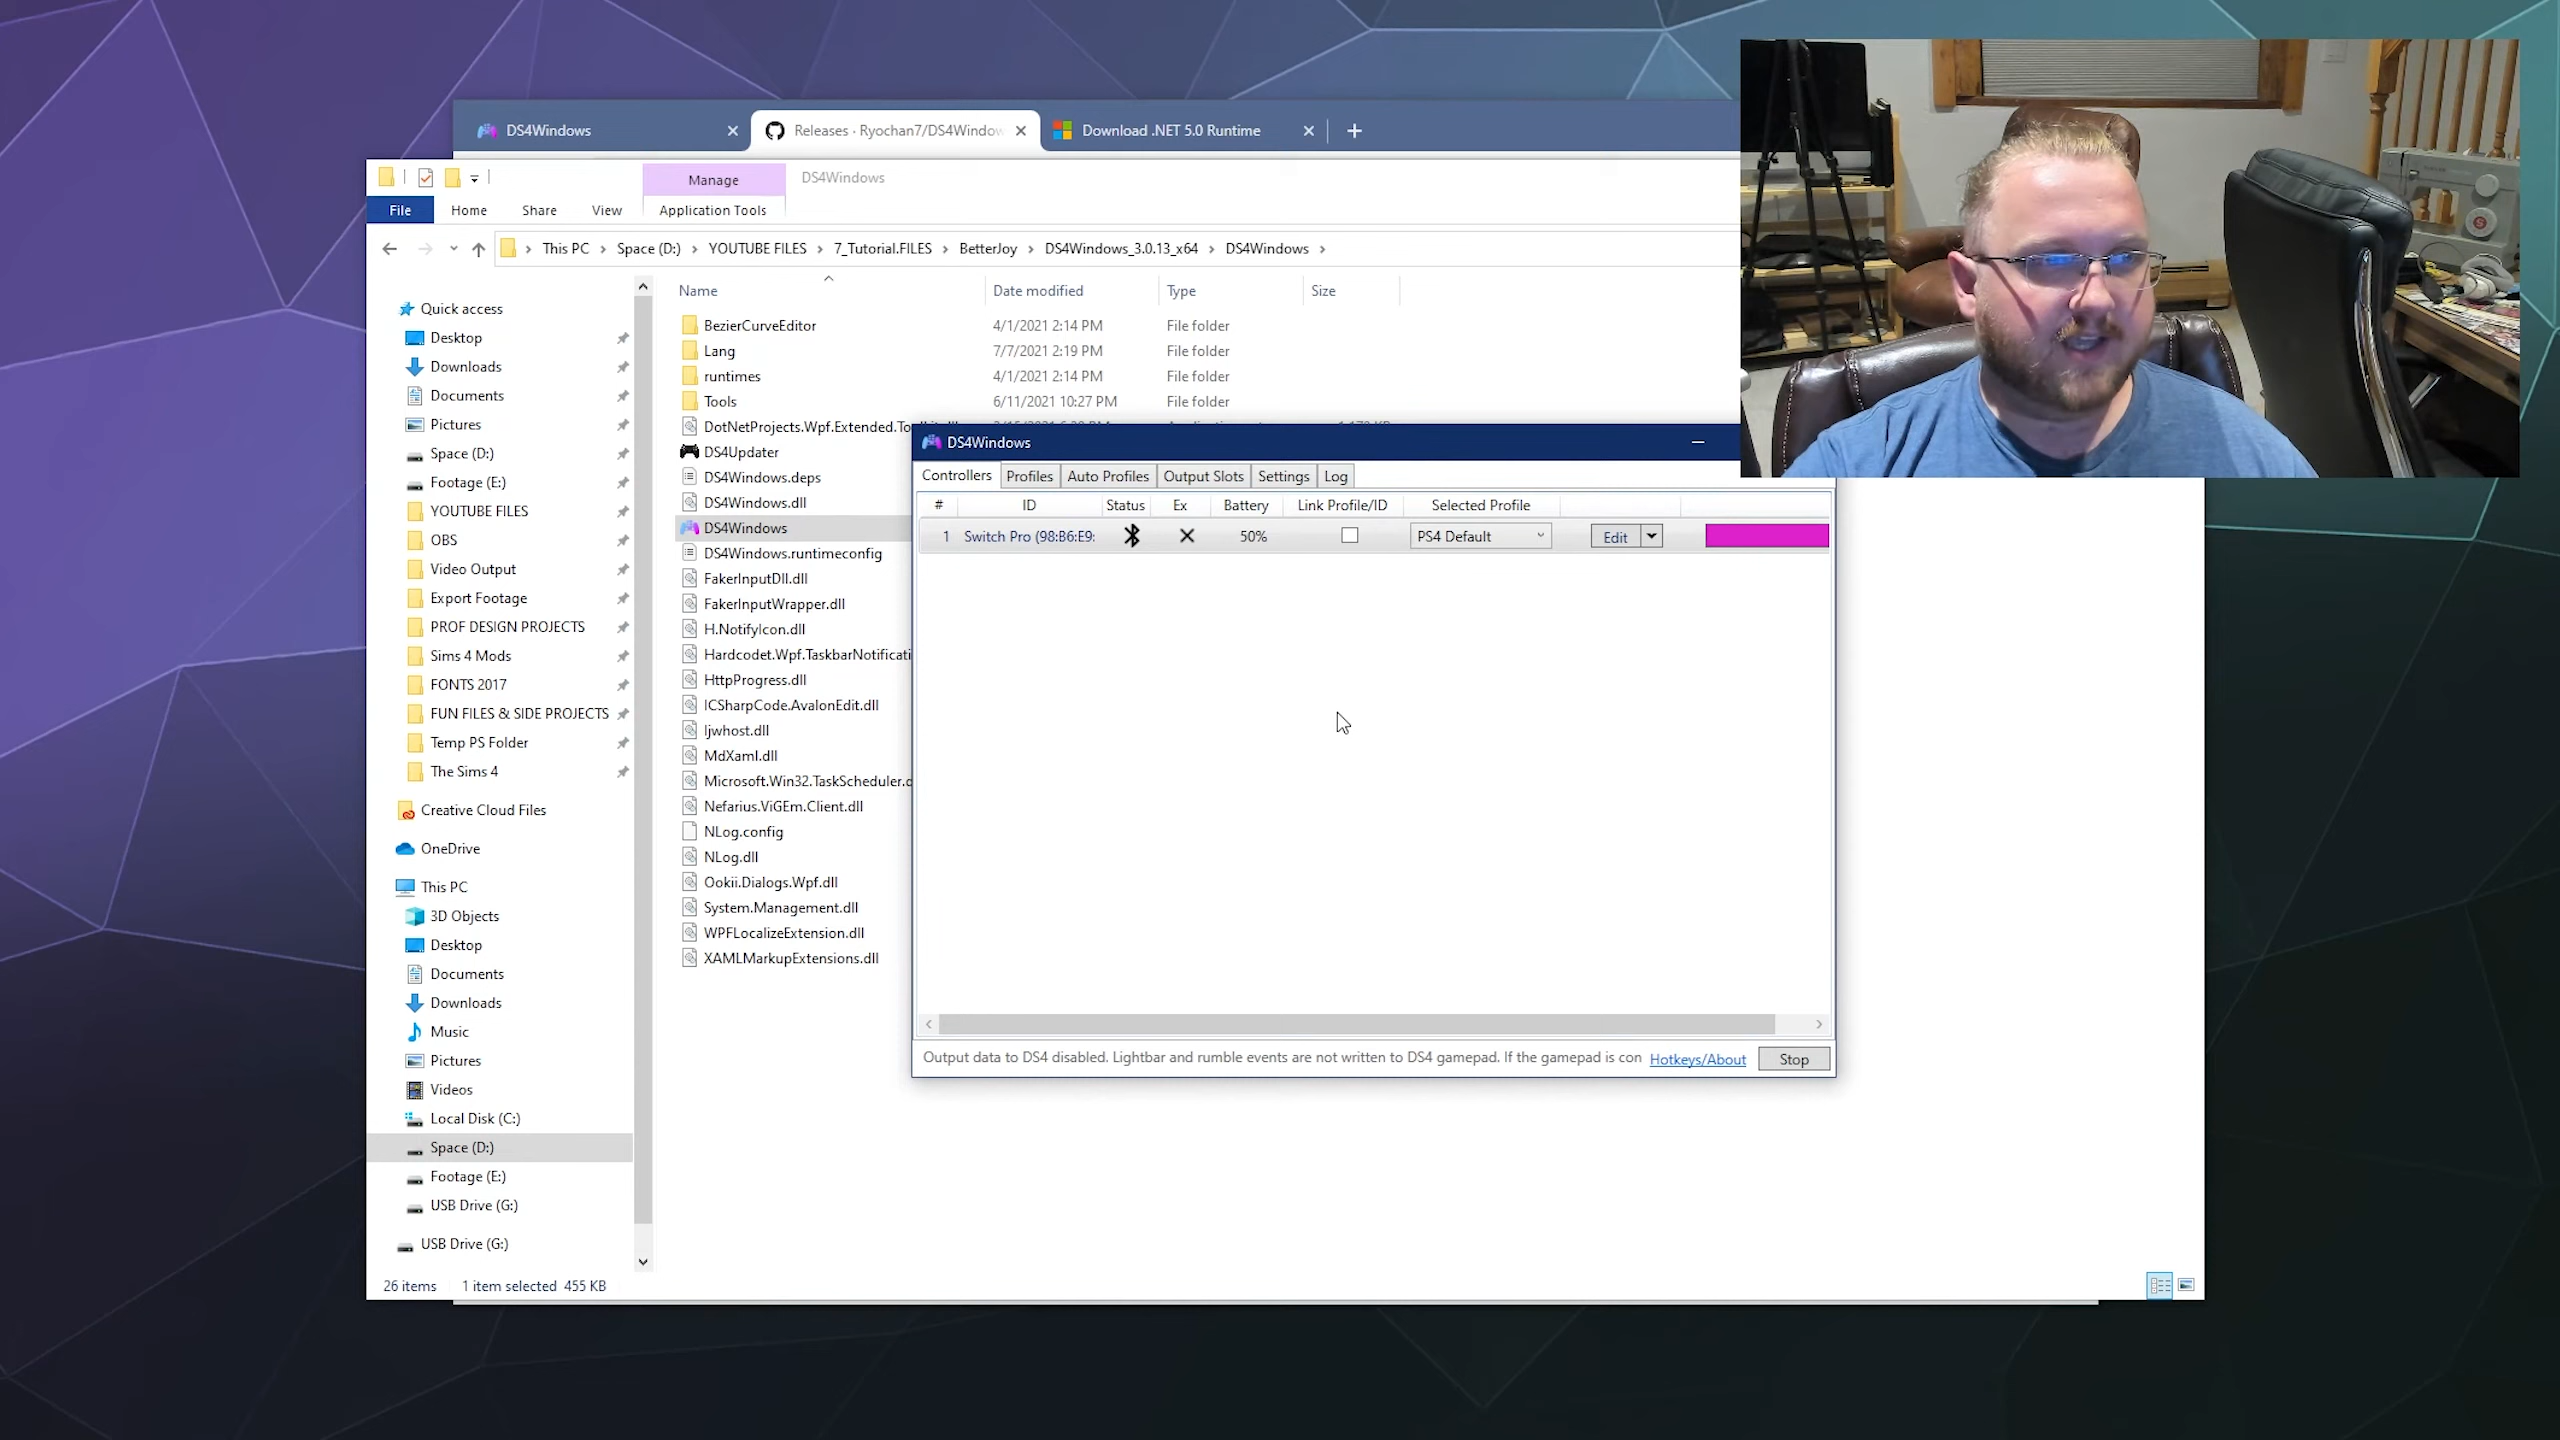 DS4Windows
Releases · Ryochan7/DS4Window
Download .NET 5.0 Runtime
Manage
DS4Windows
File
Home
Share
View
Application Tools
This PC
Space (D:)
YOUTUBE FILES
7_Tutorial.FILES
BetterJoy
DS4Windows_3.0.13_x64
DS4Windows
Quick access
Desktop
Downloads
Documents
Pictures
Space (D:)
Footage (E:)
YOUTUBE FILES
OBS
Video Output
Export Footage
PROF DESIGN PROJECTS
Sims 4 Mods
FONTS 2017
FUN FILES & SIDE PROJECTS
Temp PS Folder
The Sims 4
Creative Cloud Files
OneDrive
This PC
3D Objects
Desktop
Documents
Downloads
Music
Pictures
Videos
Local Disk (C:)
Space (D:)
Footage (E:)
USB Drive (G:)
USB Drive (G:)
26 items 1 item selected 455 KB
Name Date modified Type Size
BezierCurveEditor 4/1/2021 2:14 PM File folder
Lang 7/7/2021 2:19 PM File folder
runtimes 4/1/2021 2:14 PM File folder
Tools 6/11/2021 10:27 PM File folder
DotNetProjects.Wpf.Extended.
DS4Updater
DS4Windows.deps
DS4Windows.dll
DS4Windows
DS4Windows.runtimeconfig
FakerInputDll.dll
FakerInputWrapper.dll
H.NotifyIcon.dll
Hardcodet.Wpf.TaskbarNotificati
HttpProgress.dll
ICSharpCode.AvalonEdit.dll
Ijwhost.dll
MdXaml.dll
Microsoft.Win32.TaskScheduler.d
Nefarius.ViGEm.Client.dll
NLog.config
NLog.dll
Ookii.Dialogs.Wpf.dll
System.Management.dll
WPFLocalizeExtension.dll
XAMLMarkupExtensions.dll
DS4Windows
Controllers Profiles Auto Profiles Output Slots Settings Log
# ID Status Ex Battery Link Profile/ID Selected Profile
1 Switch Pro (98:B6:E9: 50% PS4 Default Edit
Output data to DS4 disabled. Lightbar and rumble events are not written to DS4 gamepad. If the gamepad is con Hotkeys/About Stop